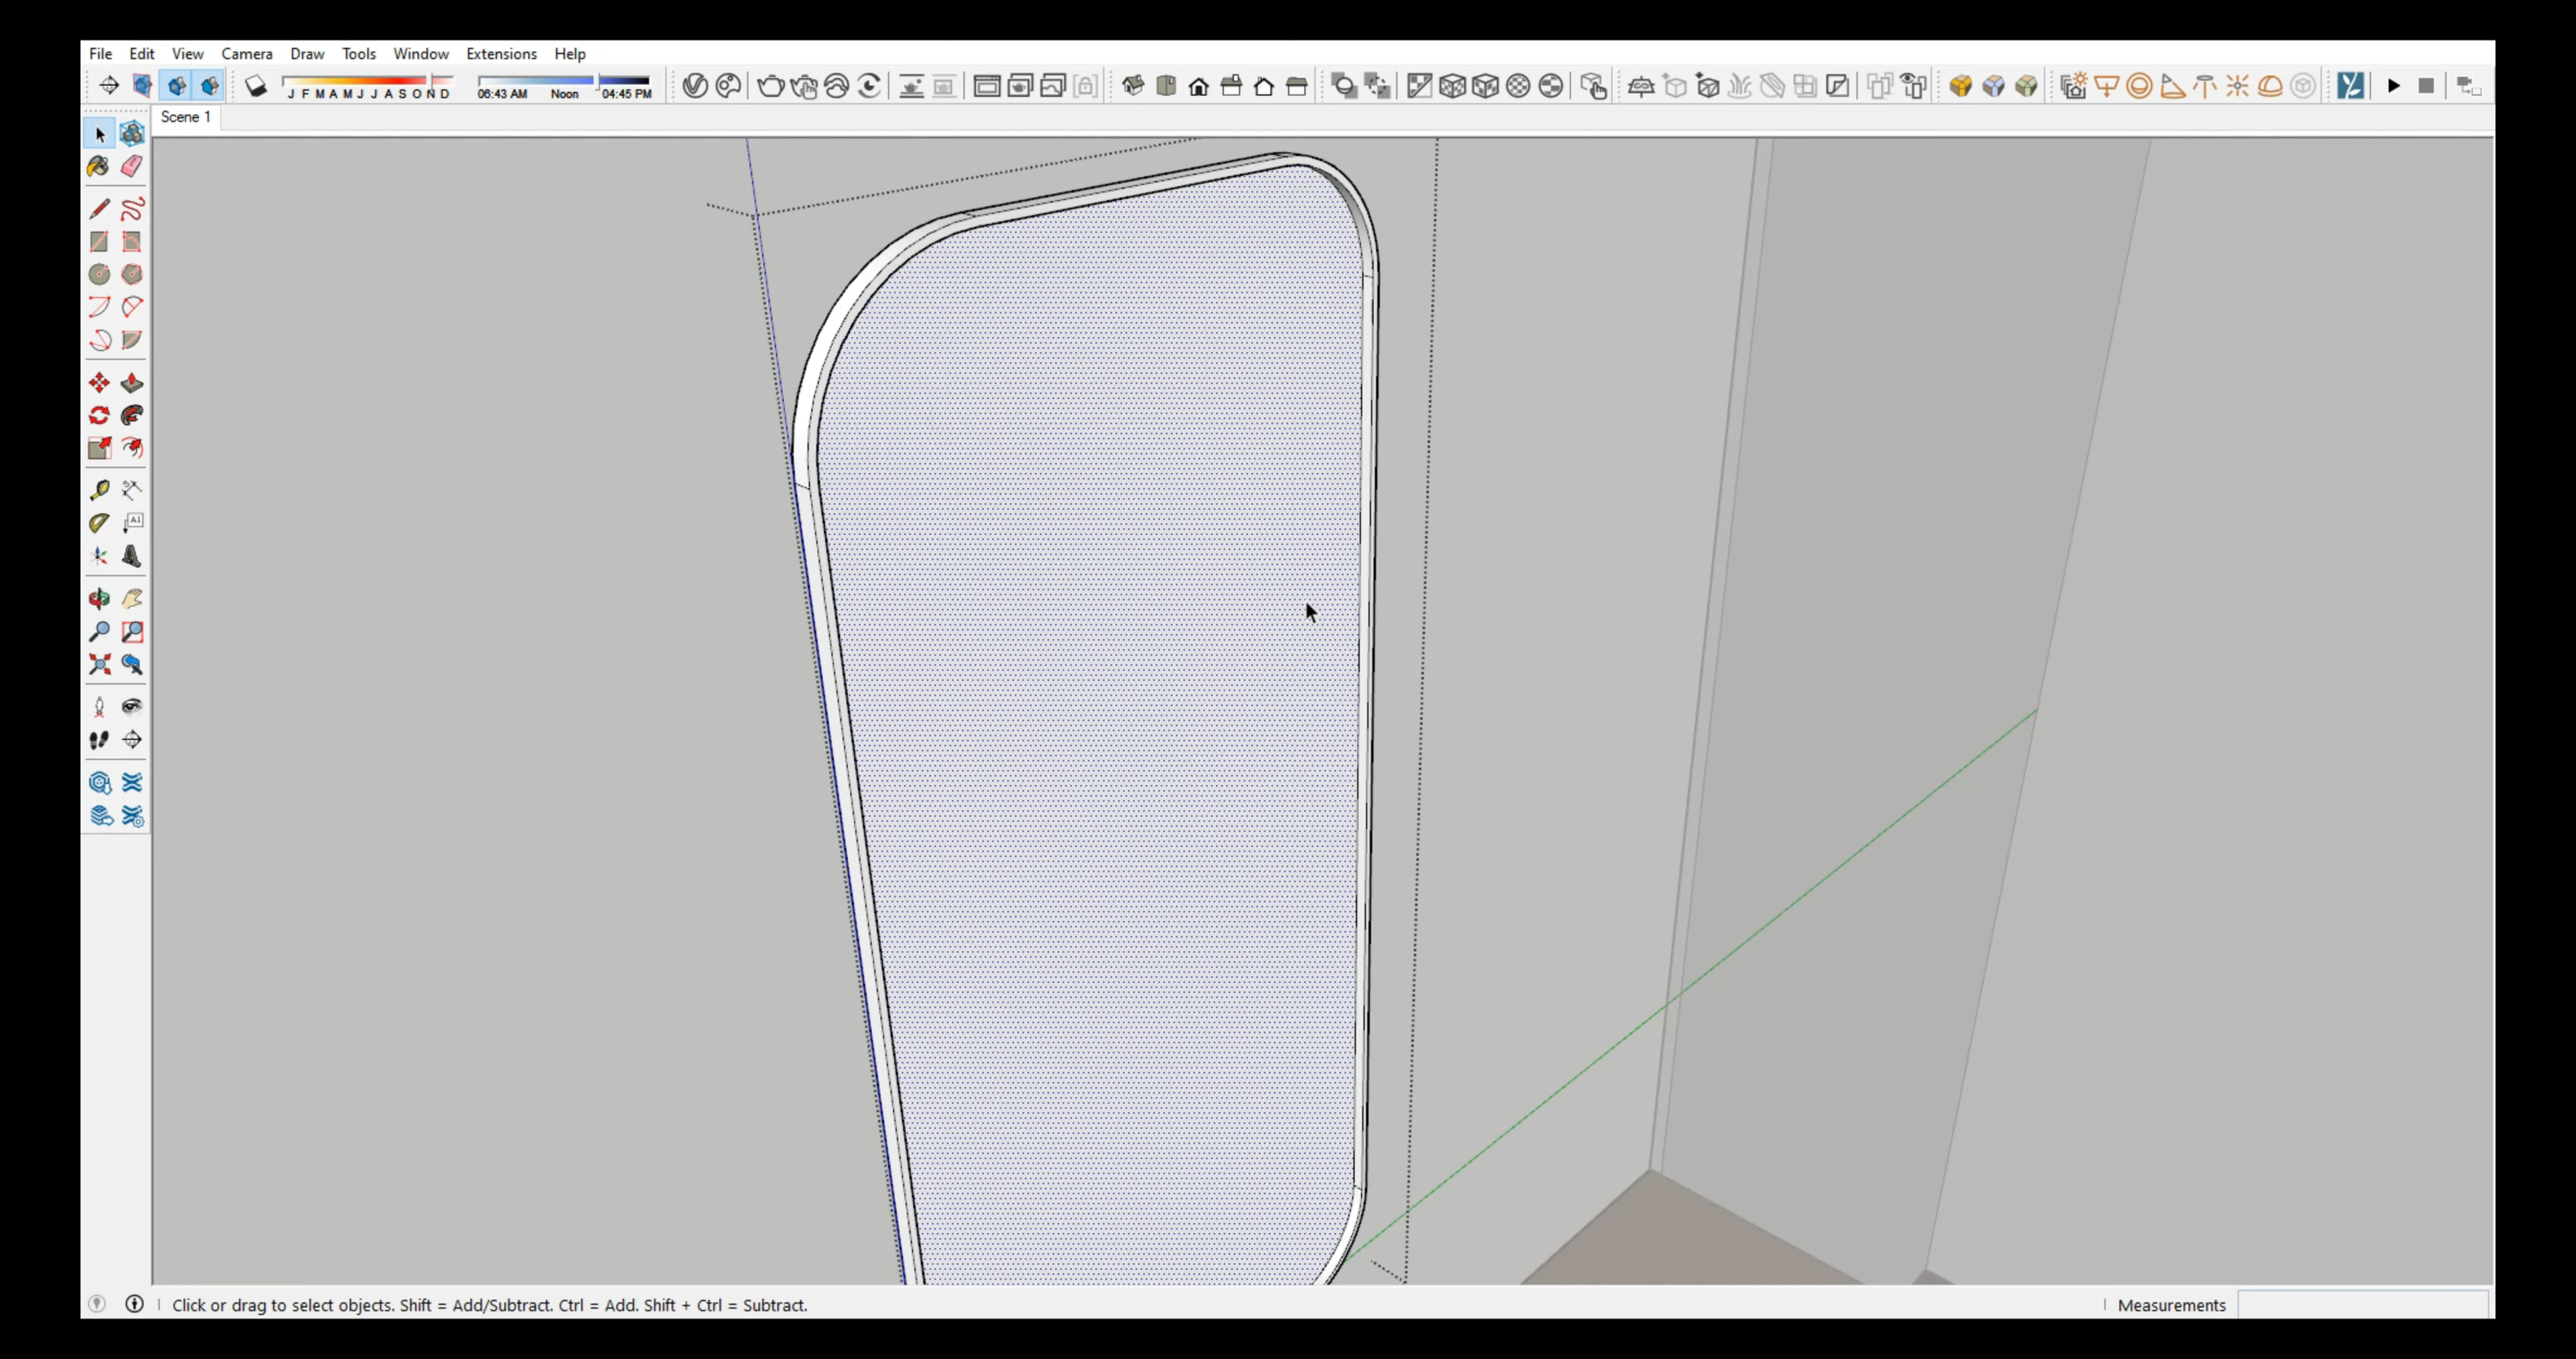 File Edit View Camera Draw Tools Window Extensions Help
J F M A M J J A S O N D 06:43 AM Noon 04:45 PM
Scene 1
A1
Click or drag to select objects. Shift = Add/Subtract. Ctrl = Add. Shift + Ctrl = Subtract.
Measurements